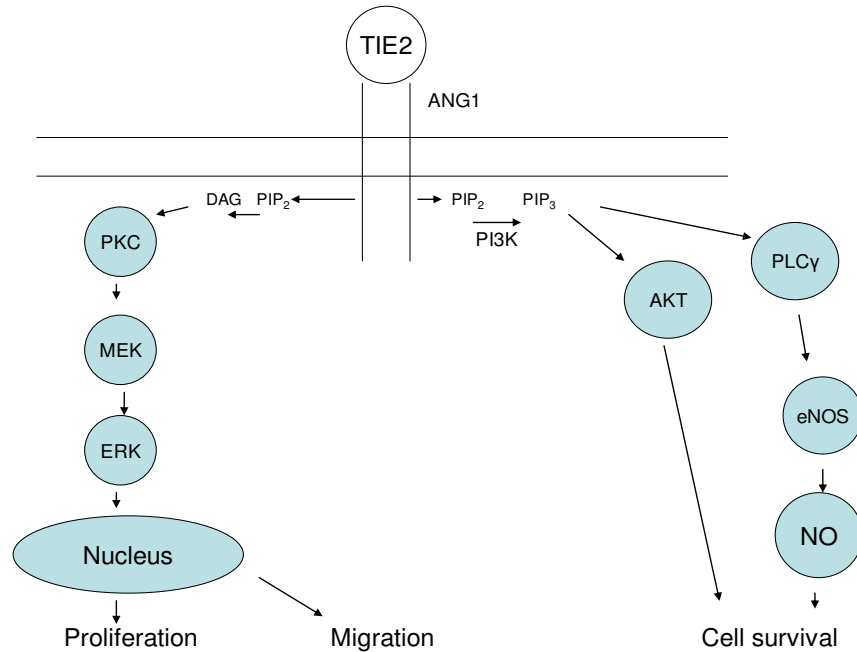 TIE2
ANG1
DAG PIP₂ PIP₂ PIP₃
PI3K
PKC
PLCγ
AKT
MEK
eNOS
ERK
NO
Nucleus
Proliferation Migration Cell survival